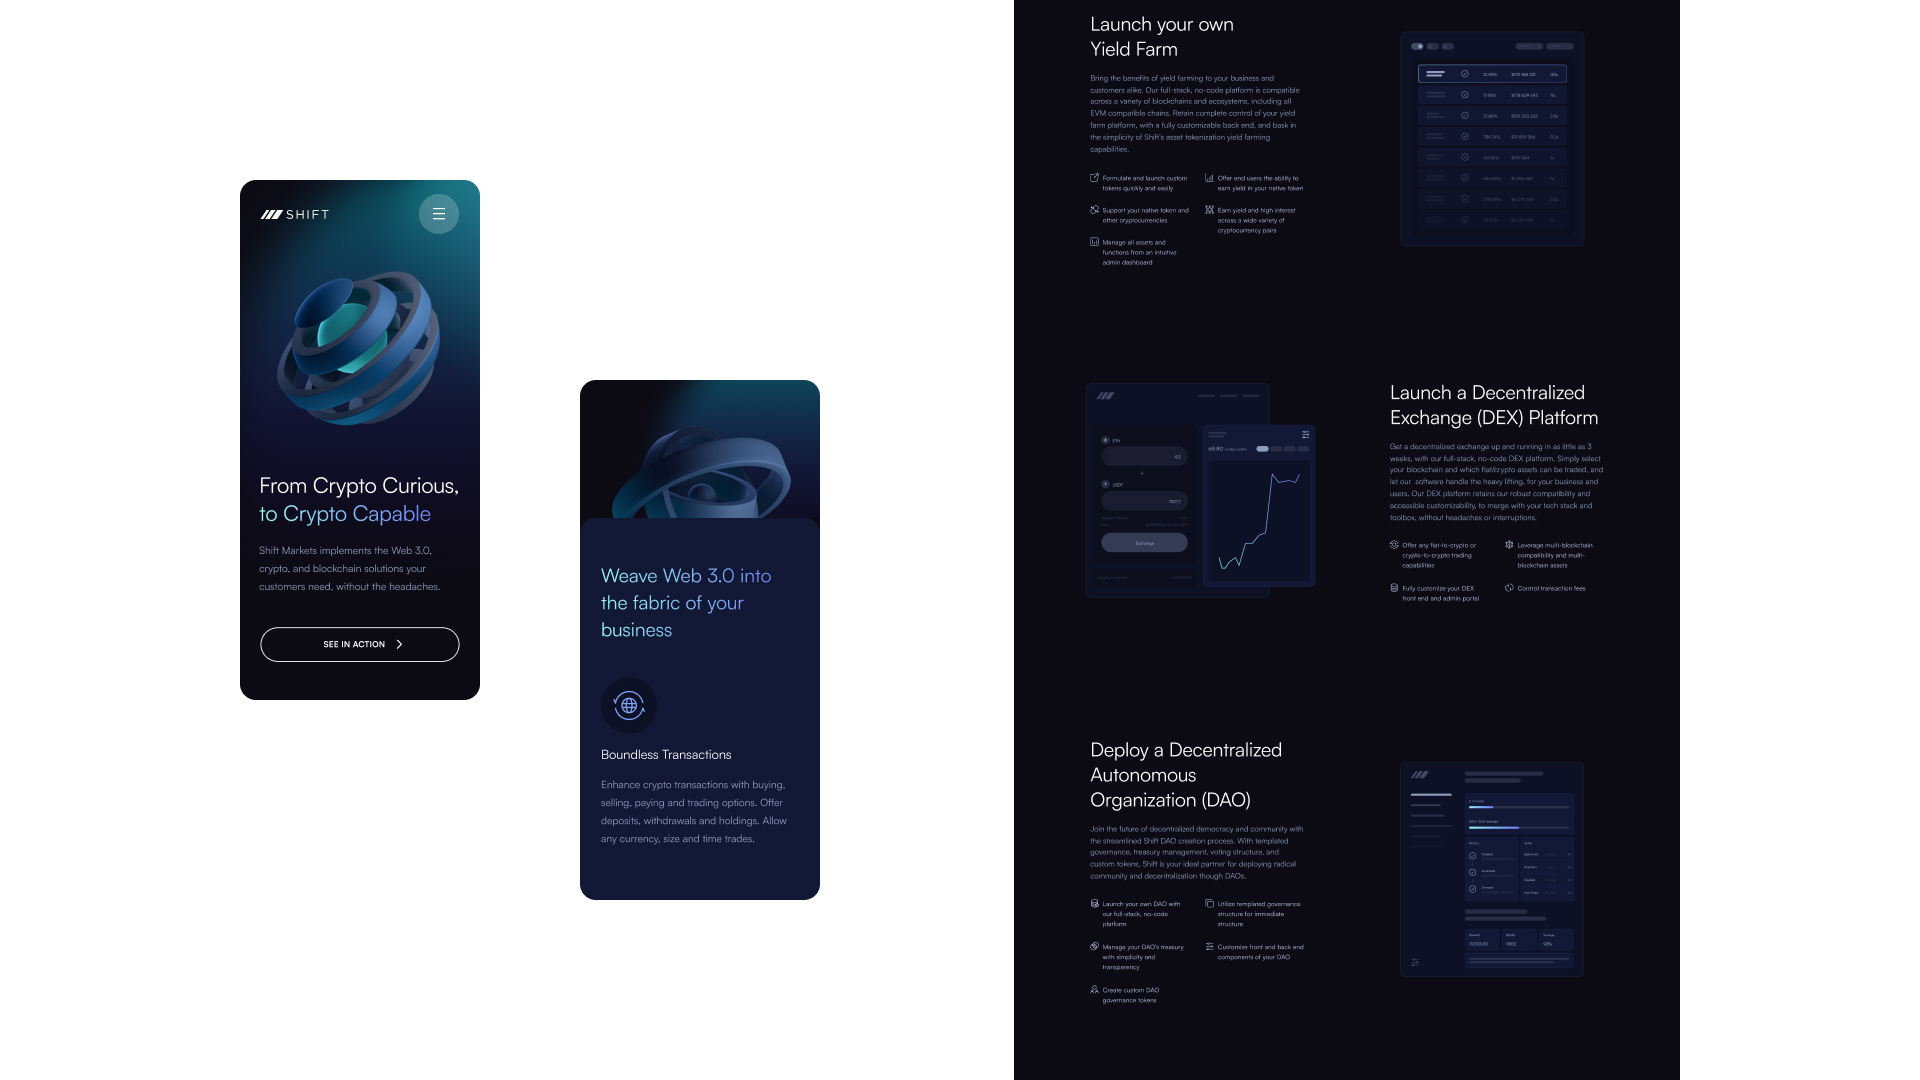 SHIFT
From Crypto Curious,
to Crypto Capable
Shift Markets implements the Web 3.0,
crypto, and blockchain solutions your
customers need, without the headaches.
SEE IN ACTION
Weave Web 3.0 into
the fabric of your
business
Boundless Transactions
Enhance crypto transactions with buying,
selling, paying and trading options. Offer
deposits, withdrawals and holdings. Allow
any currency, size and time trades.
Launch your own
Yield Farm
Bring the benefits of yield farming to your business and
customers alike. Our full-stack, no-code platform is compatible
across a variety of blockchains and ecosystems, including all
EVM compatible chains. Retain complete control of your yield
farm platform, with a fully customizable back end, and bask in
the simplicity of Shift's asset tokenization yield farming
capabilities.
Formulate and launch custom
tokens quickly and easily
Offer end users the ability to
earn yield in your native token
Support your native token and
other cryptocurrencies
Earn yield and high interest
across a wide variety of
cryptocurrency pairs
Manage all assets and
functions from an intuitive
admin dashboard
ETH
4.2
USDT
Exchange
68.80
Launch a Decentralized
Exchange (DEX) Platform
Get a decentralized exchange up and running in as little as 3
weeks, with our full-stack, no-code DEX platform. Simply select
your blockchain and which fiat/crypto assets can be traded, and
let our software handle the heavy lifting, for your business and
users. Our DEX platform retains our robust compatibility and
accessible customizability, to merge with your tech stack and
toolbox, without headaches or interruptions.
Offer any fiat-to-crypto or
crypto-to-crypto trading
capabilities
Leverage multi-blockchain
compatibility and multi-
blockchain assets
Fully customize your DEX
front end and admin portal
Control transaction fees
Deploy a Decentralized
Autonomous
Organization (DAO)
Join the future of decentralized democracy and community with
the streamlined Shift DAO creation process. With templated
governance, treasury management, voting structure, and
custom tokens, Shift is your ideal partner for deploying radical
community and decentralization though DAOs.
Launch your own DAO with
our full-stack, no-code
platform
Utilize templated governance
structure for immediate
structure
Manage your DAO's treasury
with simplicity and
transparency
Customize front and back end
components of your DAO
Create custom DAO
governance tokens